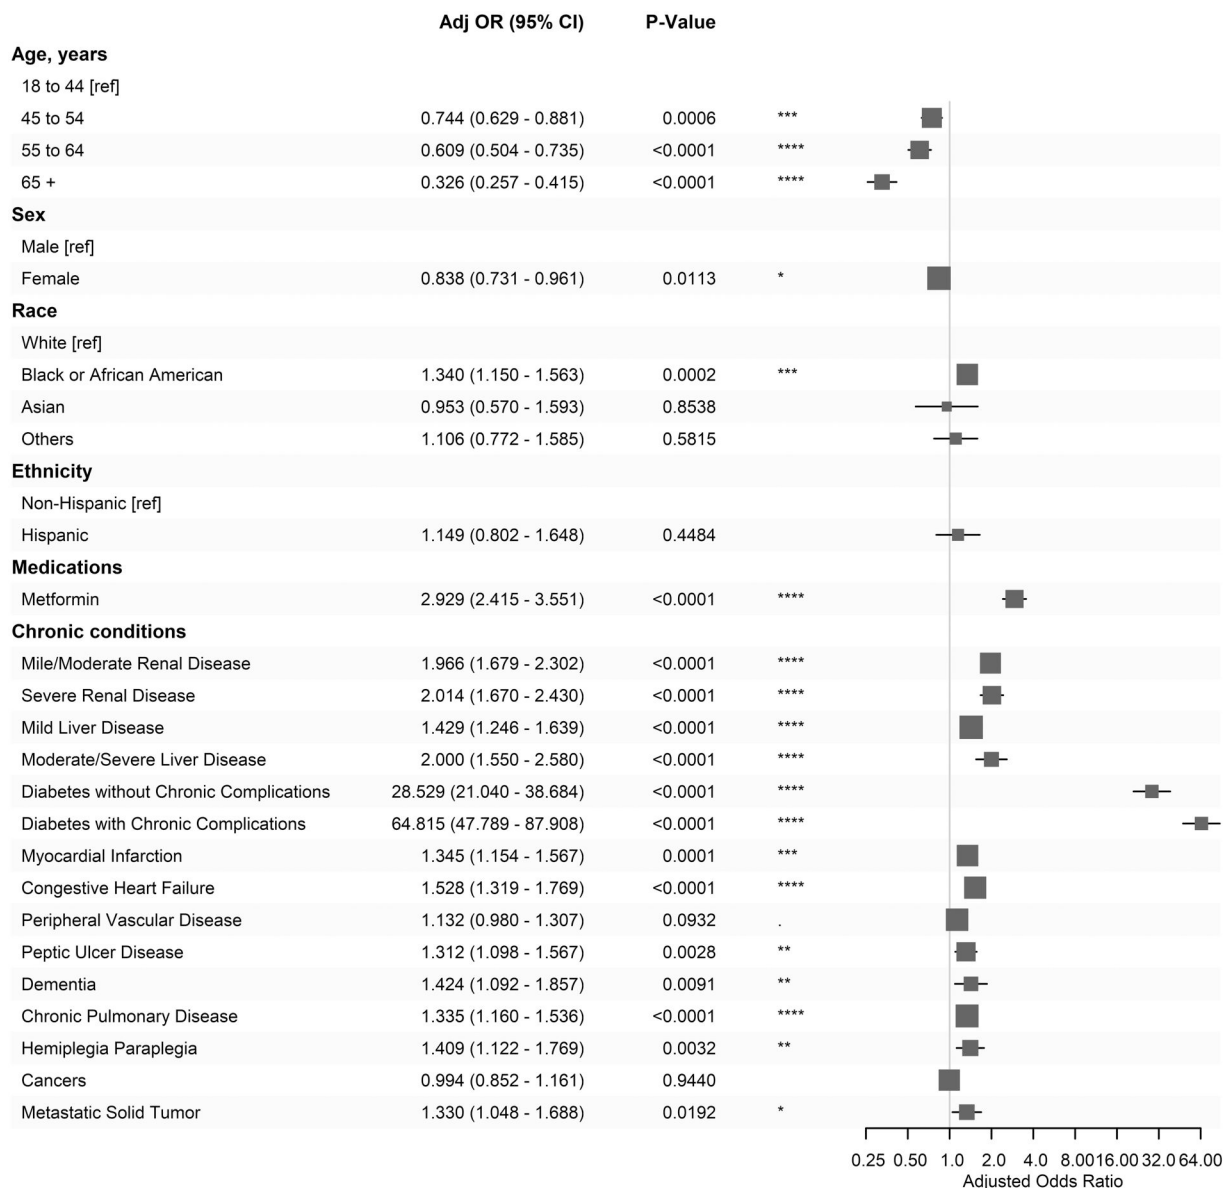 Adj OR (95% CI) P-Value
Age, years
18 to 44 [ref]
45 to 54 0.744 (0.629 - 0.881) 0.0006 ***
55 to 64 0.609 (0.504 - 0.735) <0.0001 ****
65 + 0.326 (0.257 - 0.415) <0.0001 ****
Sex
Male [ref]
Female 0.838 (0.731 - 0.961) 0.0113 *
Race
White [ref]
Black or African American 1.340 (1.150 - 1.563) 0.0002 ***
Asian 0.953 (0.570 - 1.593) 0.8538
Others 1.106 (0.772 - 1.585) 0.5815
Ethnicity
Non-Hispanic [ref]
Hispanic 1.149 (0.802 - 1.648) 0.4484
Medications
Metformin 2.929 (2.415 - 3.551) <0.0001 ****
Chronic conditions
Mile/Moderate Renal Disease 1.966 (1.679 - 2.302) <0.0001 ****
Severe Renal Disease 2.014 (1.670 - 2.430) <0.0001 ****
Mild Liver Disease 1.429 (1.246 - 1.639) <0.0001 ****
Moderate/Severe Liver Disease 2.000 (1.550 - 2.580) <0.0001 ****
Diabetes without Chronic Complications 28.529 (21.040 - 38.684) <0.0001 ****
Diabetes with Chronic Complications 64.815 (47.789 - 87.908) <0.0001 ****
Myocardial Infarction 1.345 (1.154 - 1.567) 0.0001 ***
Congestive Heart Failure 1.528 (1.319 - 1.769) <0.0001 ****
Peripheral Vascular Disease 1.132 (0.980 - 1.307) 0.0932 .
Peptic Ulcer Disease 1.312 (1.098 - 1.567) 0.0028 **
Dementia 1.424 (1.092 - 1.857) 0.0091 **
Chronic Pulmonary Disease 1.335 (1.160 - 1.536) <0.0001 ****
Hemiplegia Paraplegia 1.409 (1.122 - 1.769) 0.0032 **
Cancers 0.994 (0.852 - 1.161) 0.9440
Metastatic Solid Tumor 1.330 (1.048 - 1.688) 0.0192 *
0.25 0.50 1.0 2.0 4.0 8.00 16.00 32.0 64.00
Adjusted Odds Ratio